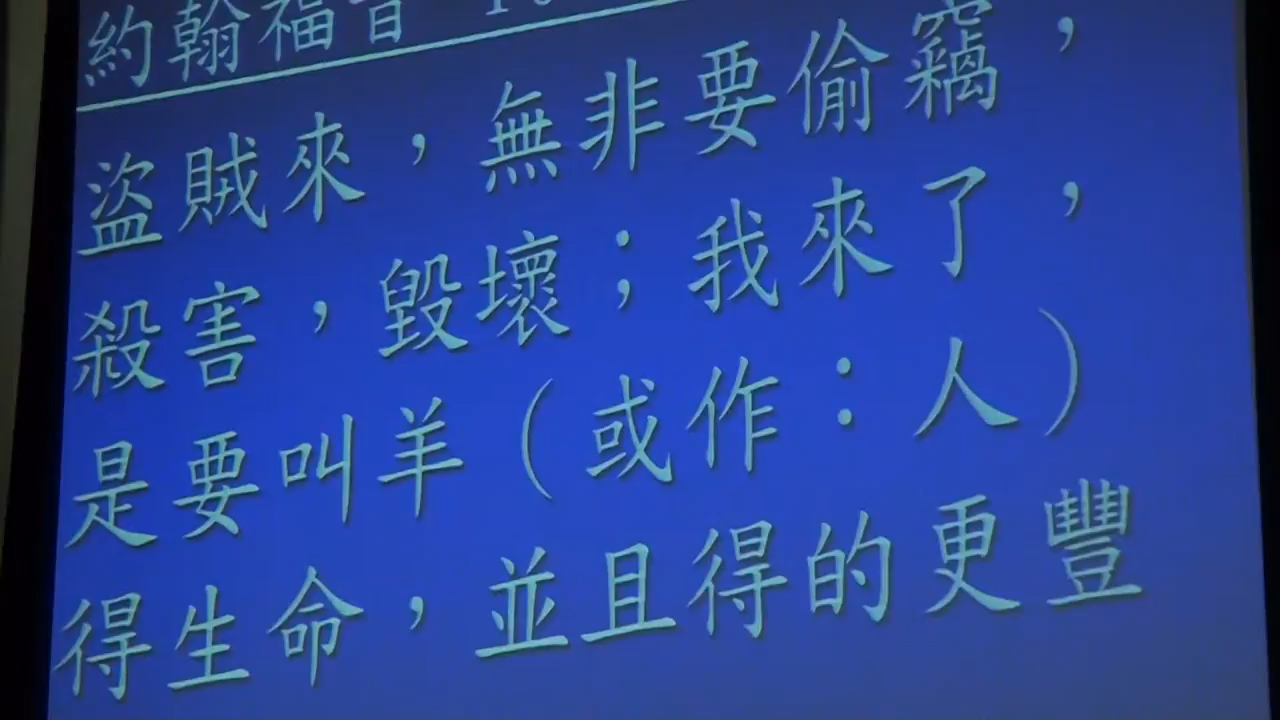 約翰福音
盜賊來，無非要偷竊，
殺害，毀壞；我來了，
是要叫羊（或作：人）
得生命，並且得的更豐